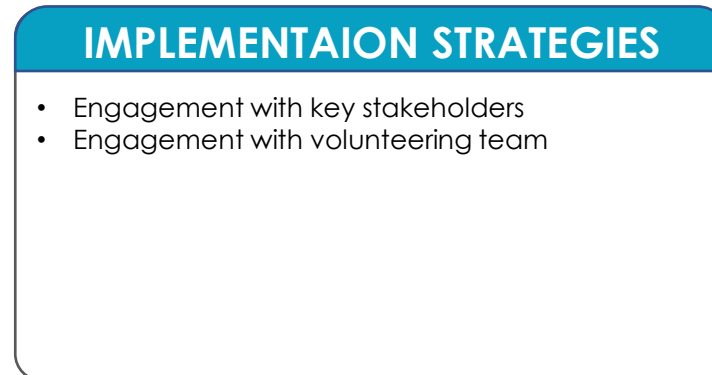 IMPLEMENTAION STRATEGIES
• Engagement with key stakeholders
• Engagement with volunteering team